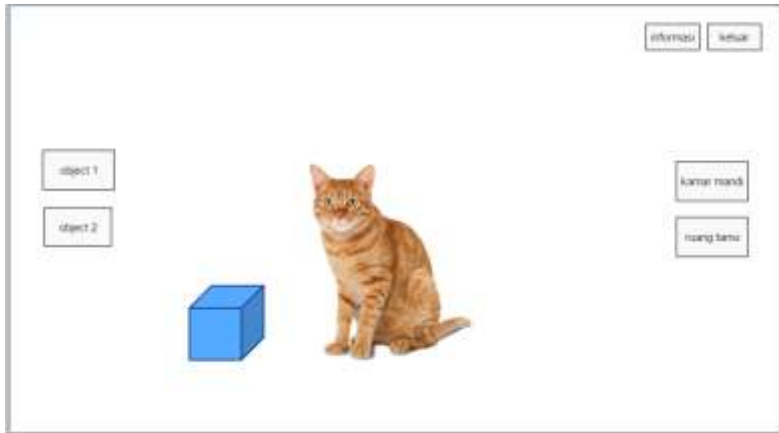 informasi keluar
object 1
kamar mandi
object 2
ruang tamu